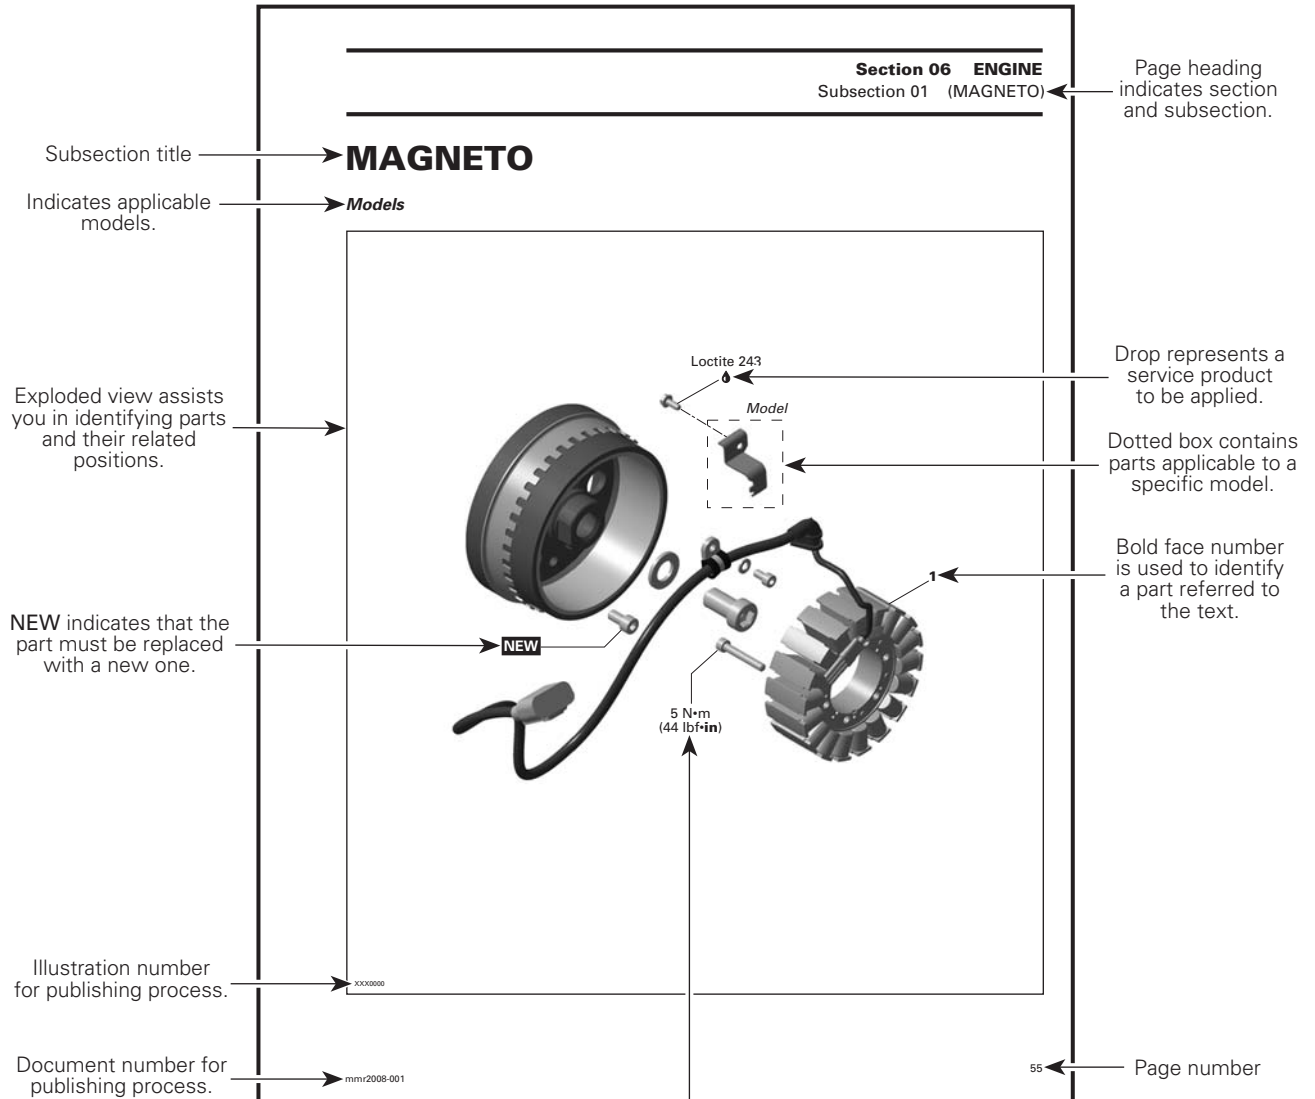 Section 06 ENGINE
Subsection 01 (MAGNETO)
Page heading
indicates section
and subsection.
Subsection title
MAGNETO
Indicates applicable
models.
Models
Loctite 243
Drop represents a
service product
to be applied.
Exploded view assists
you in identifying parts
and their related
positions.
Model
Dotted box contains
parts applicable to a
specific model.
Bold face number
is used to identify
a part referred to
the text.
1
NEW indicates that the
part must be replaced
with a new one.
NEW
5 N•m
(44 lbf•in)
Illustration number
for publishing process.
XXX0000
Document number for
publishing process.
mmr2008-001
55
Page number